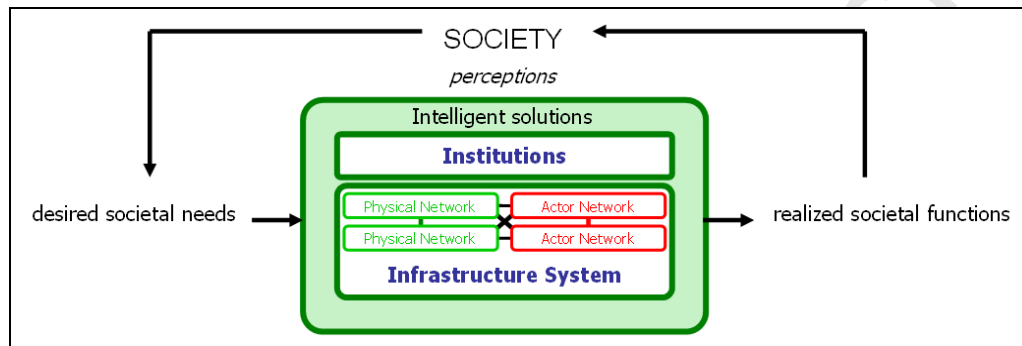 SOCIETY
perceptions
Intelligent solutions
Institutions
desired societal needs
Physical Network
Actor Network
Physical Network
Actor Network
Infrastructure System
realized societal functions